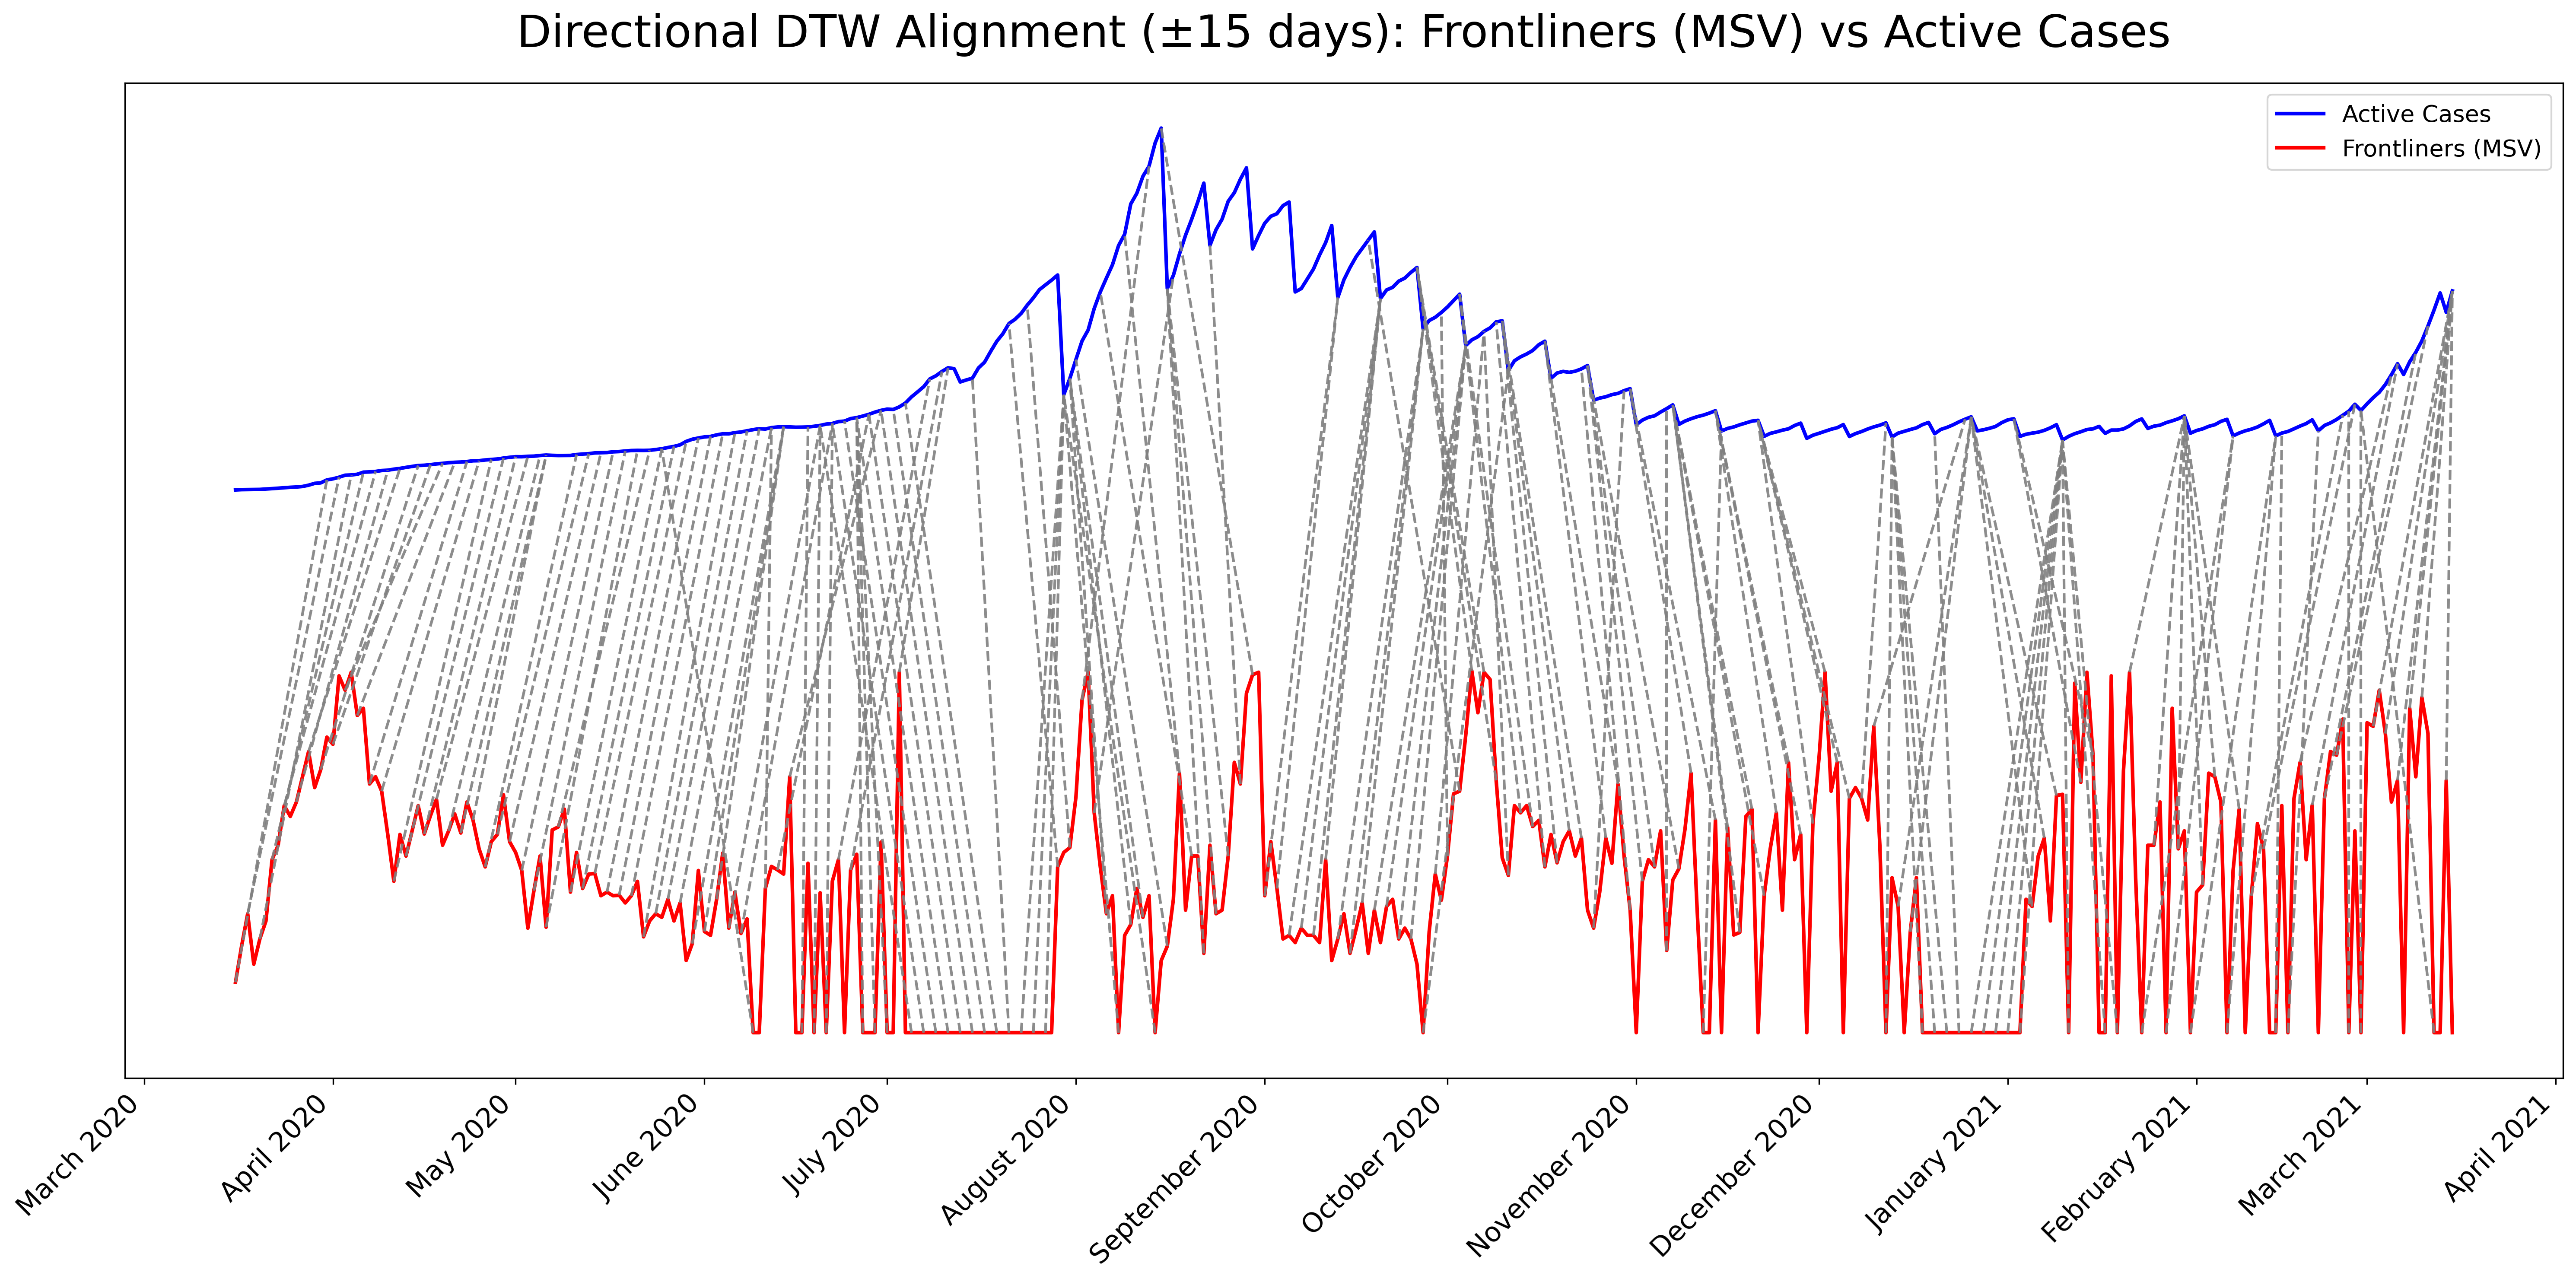 Directional DTW Alignment (±15 days): Frontliners (MSV) vs Active Cases
Active Cases
Frontliners (MSV)
March 2020
April 2020
May 2020
June 2020
July 2020
August 2020
September 2020
October 2020
November 2020
December 2020
January 2021
February 2021
March 2021
April 2021